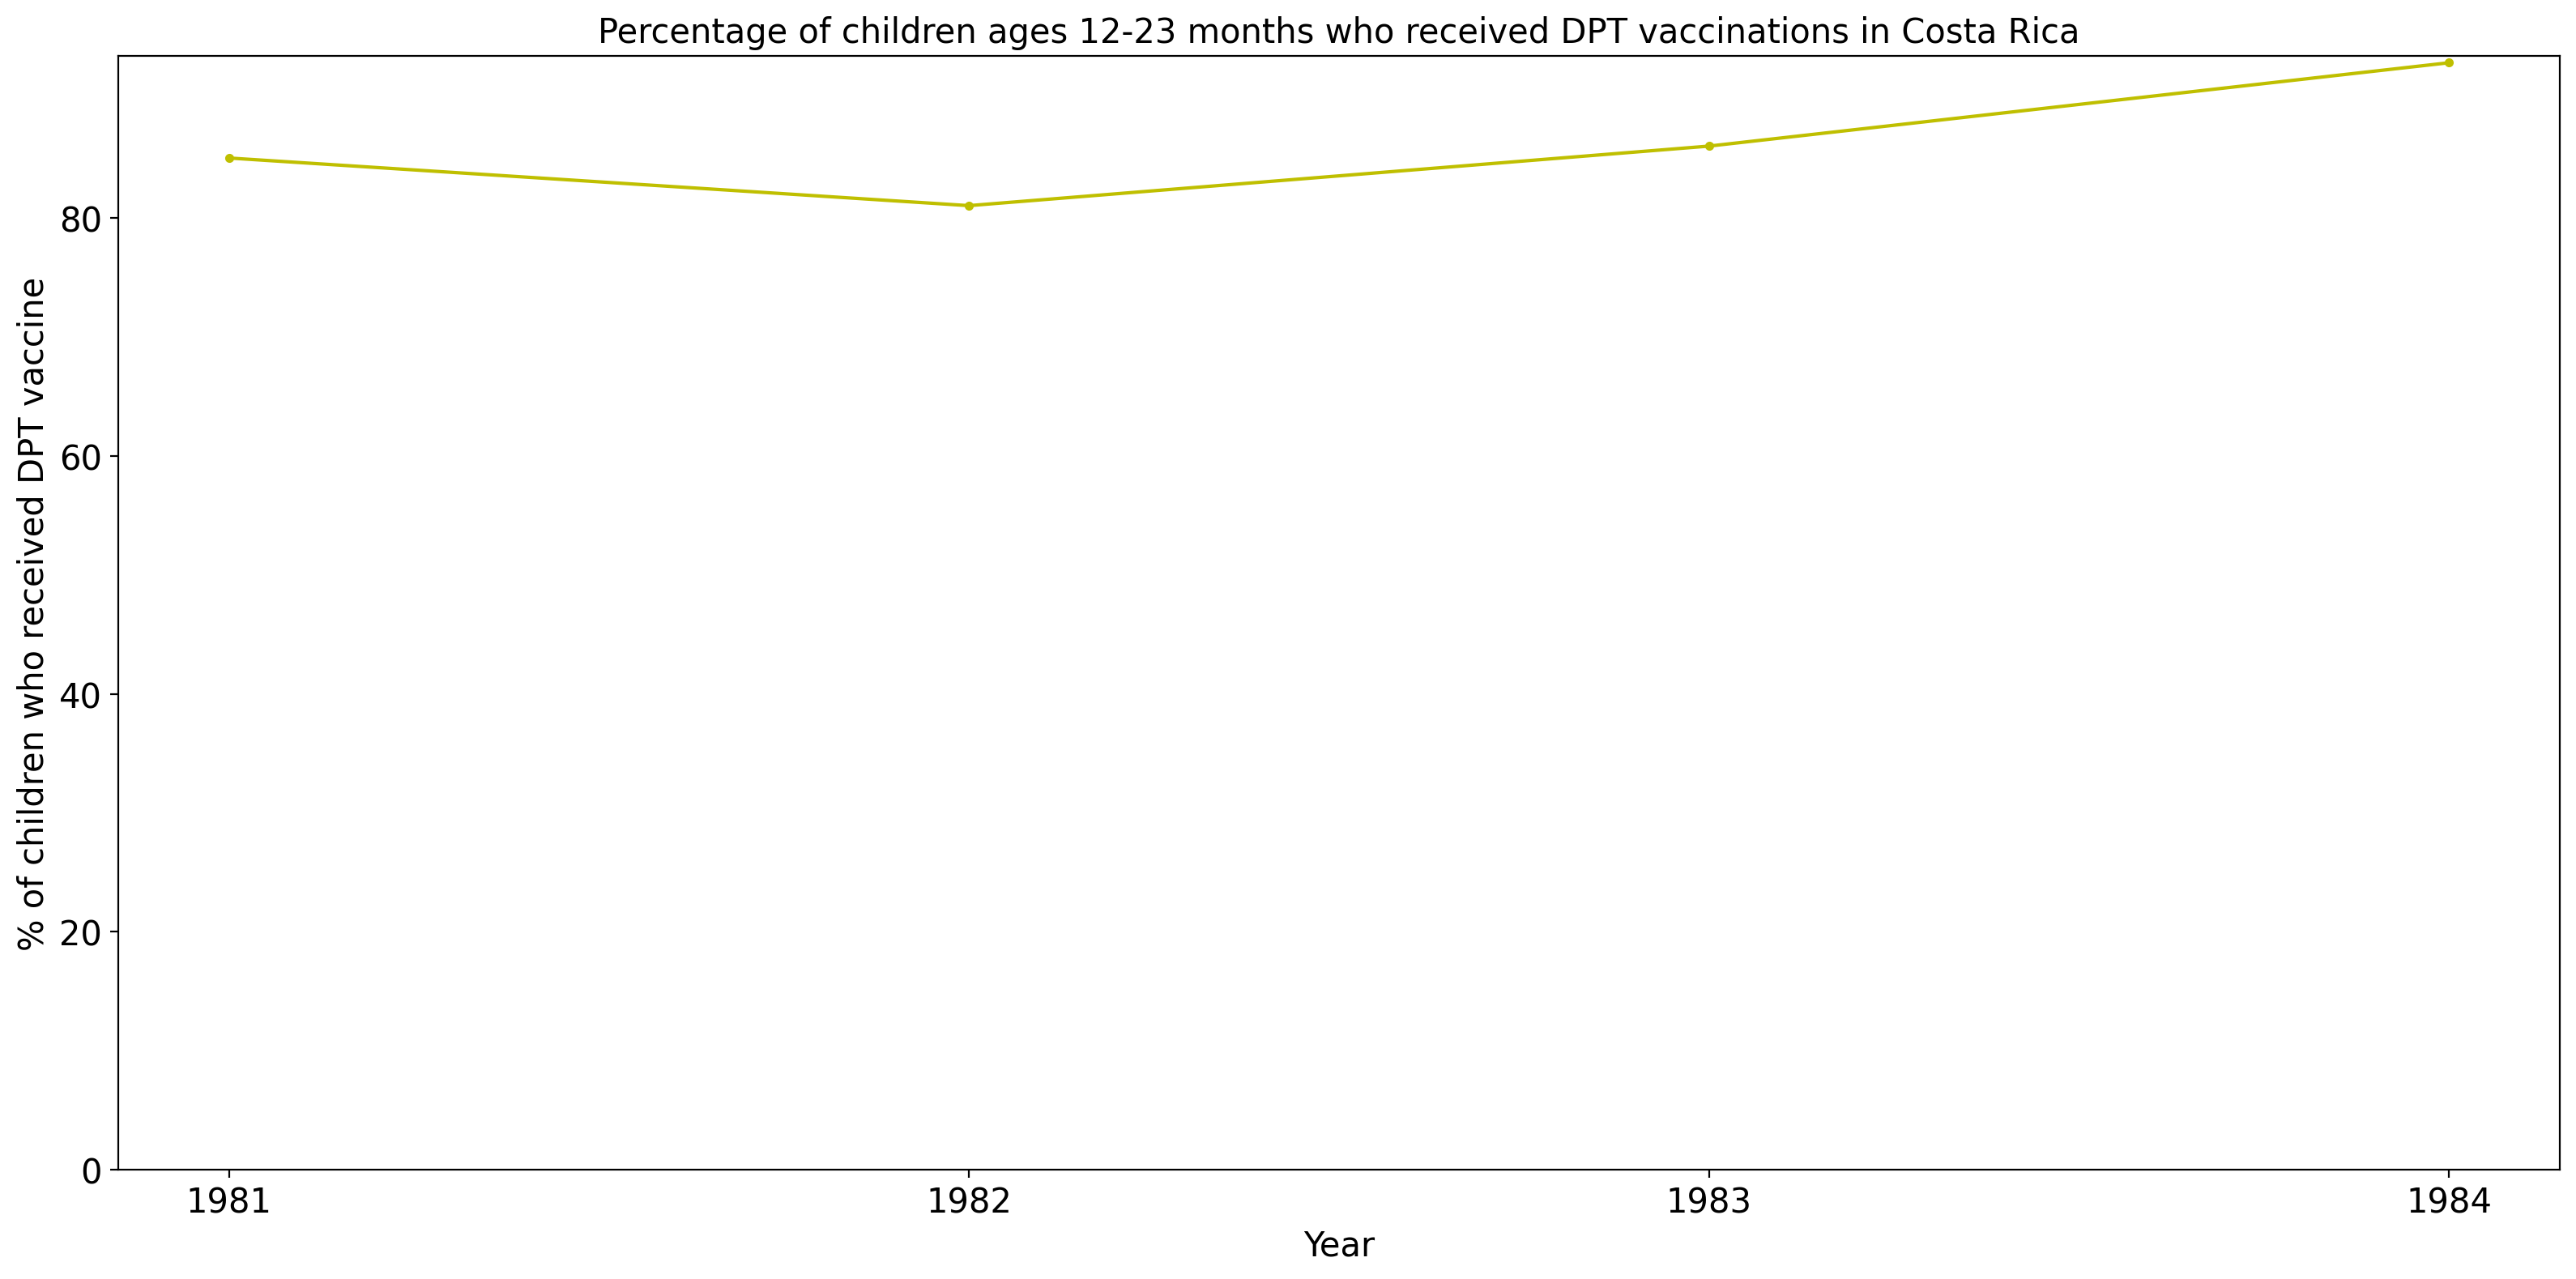 Percentage of children ages 12-23 months who received DPT vaccinations in Costa Rica
% of children who received DPT vaccine
80
60
40
20
0
1981 1982 1983 1984
Year